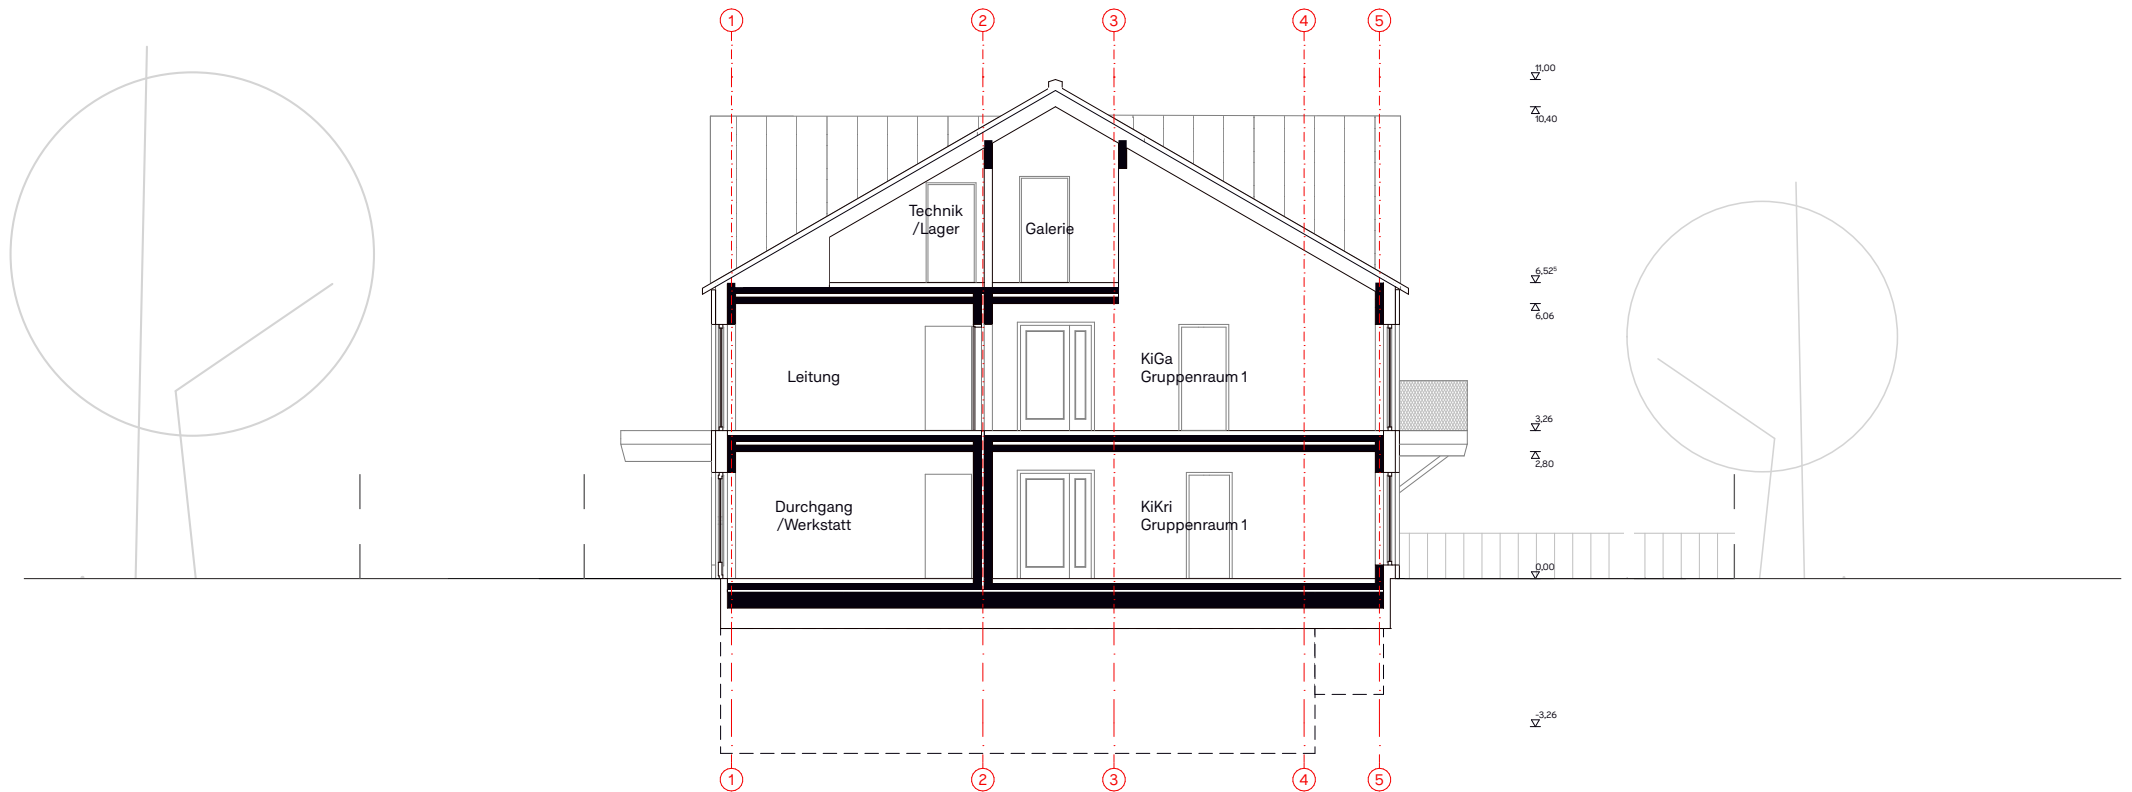 1 2 3 4 5
11,00
10,40
Technik
/Lager
Galerie
6,52⁵
6,06
KiGa
Leitung
Gruppenraum 1
3,26
2,80
Durchgang
/Werkstatt
KiKri
Gruppenraum 1
0,00
-3,26
1 2 3 4 5